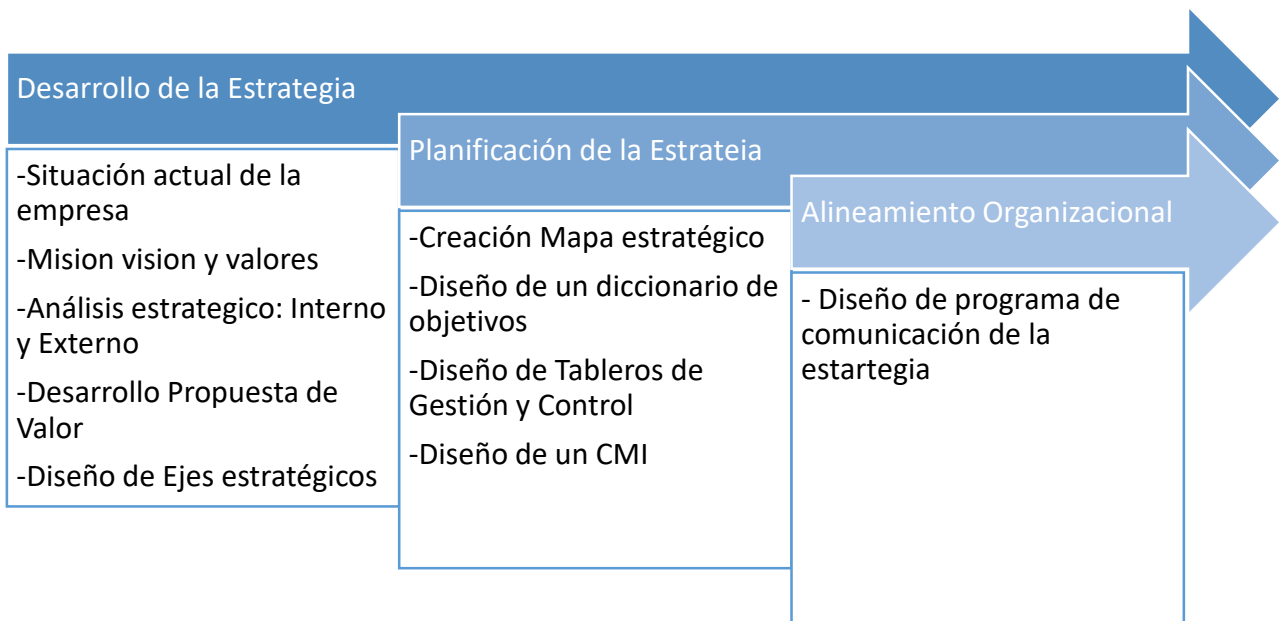 Desarrollo de la Estrategia
-Situación actual de la
empresa
-Mision vision y valores
-Análisis estrategico: Interno
y Externo
-Desarrollo Propuesta de
Valor
-Diseño de Ejes estratégicos
Planificación de la Estrateia
-Creación Mapa estratégico
-Diseño de un diccionario de
objetivos
-Diseño de Tableros de
Gestión y Control
-Diseño de un CMI
Alineamiento Organizacional
- Diseño de programa de
comunicación de la
estartegia